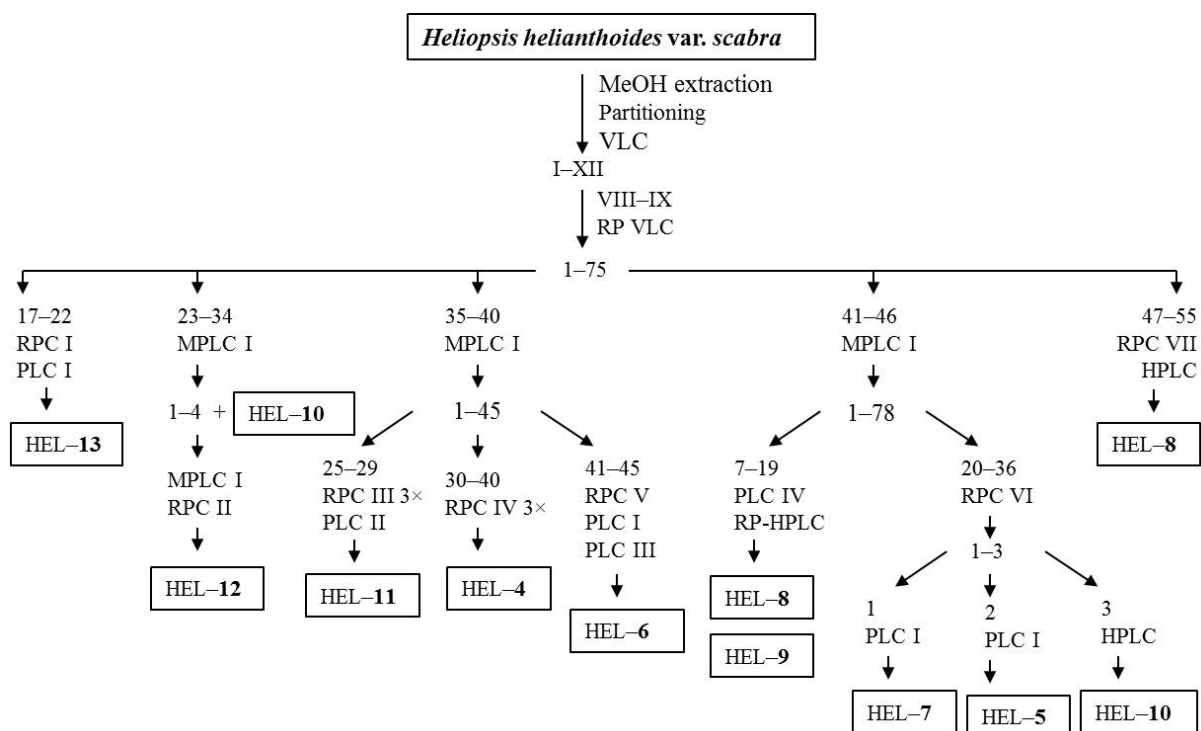 Heliopsis helianthoides var. scabra
MeOH extraction
Partitioning
VLC
I–XII
VIII–IX
RP VLC
1–75
17–22
RPC I
PLC I
HEL–13
23–34
MPLC I
1–4 + HEL–10
MPLC I
RPC II
HEL–12
35–40
MPLC I
1–45
25–29
RPC III 3×
PLC II
HEL–11
30–40
RPC IV 3×
HEL–4
41–45
RPC V
PLC I
PLC III
HEL–6
41–46
MPLC I
1–78
7–19
PLC IV
RP-HPLC
HEL–8
HEL–9
20–36
RPC VI
1–3
1
PLC I
HEL–7
2
PLC I
HEL–5
3
HPLC
HEL–10
47–55
RPC VII
HPLC
HEL–8